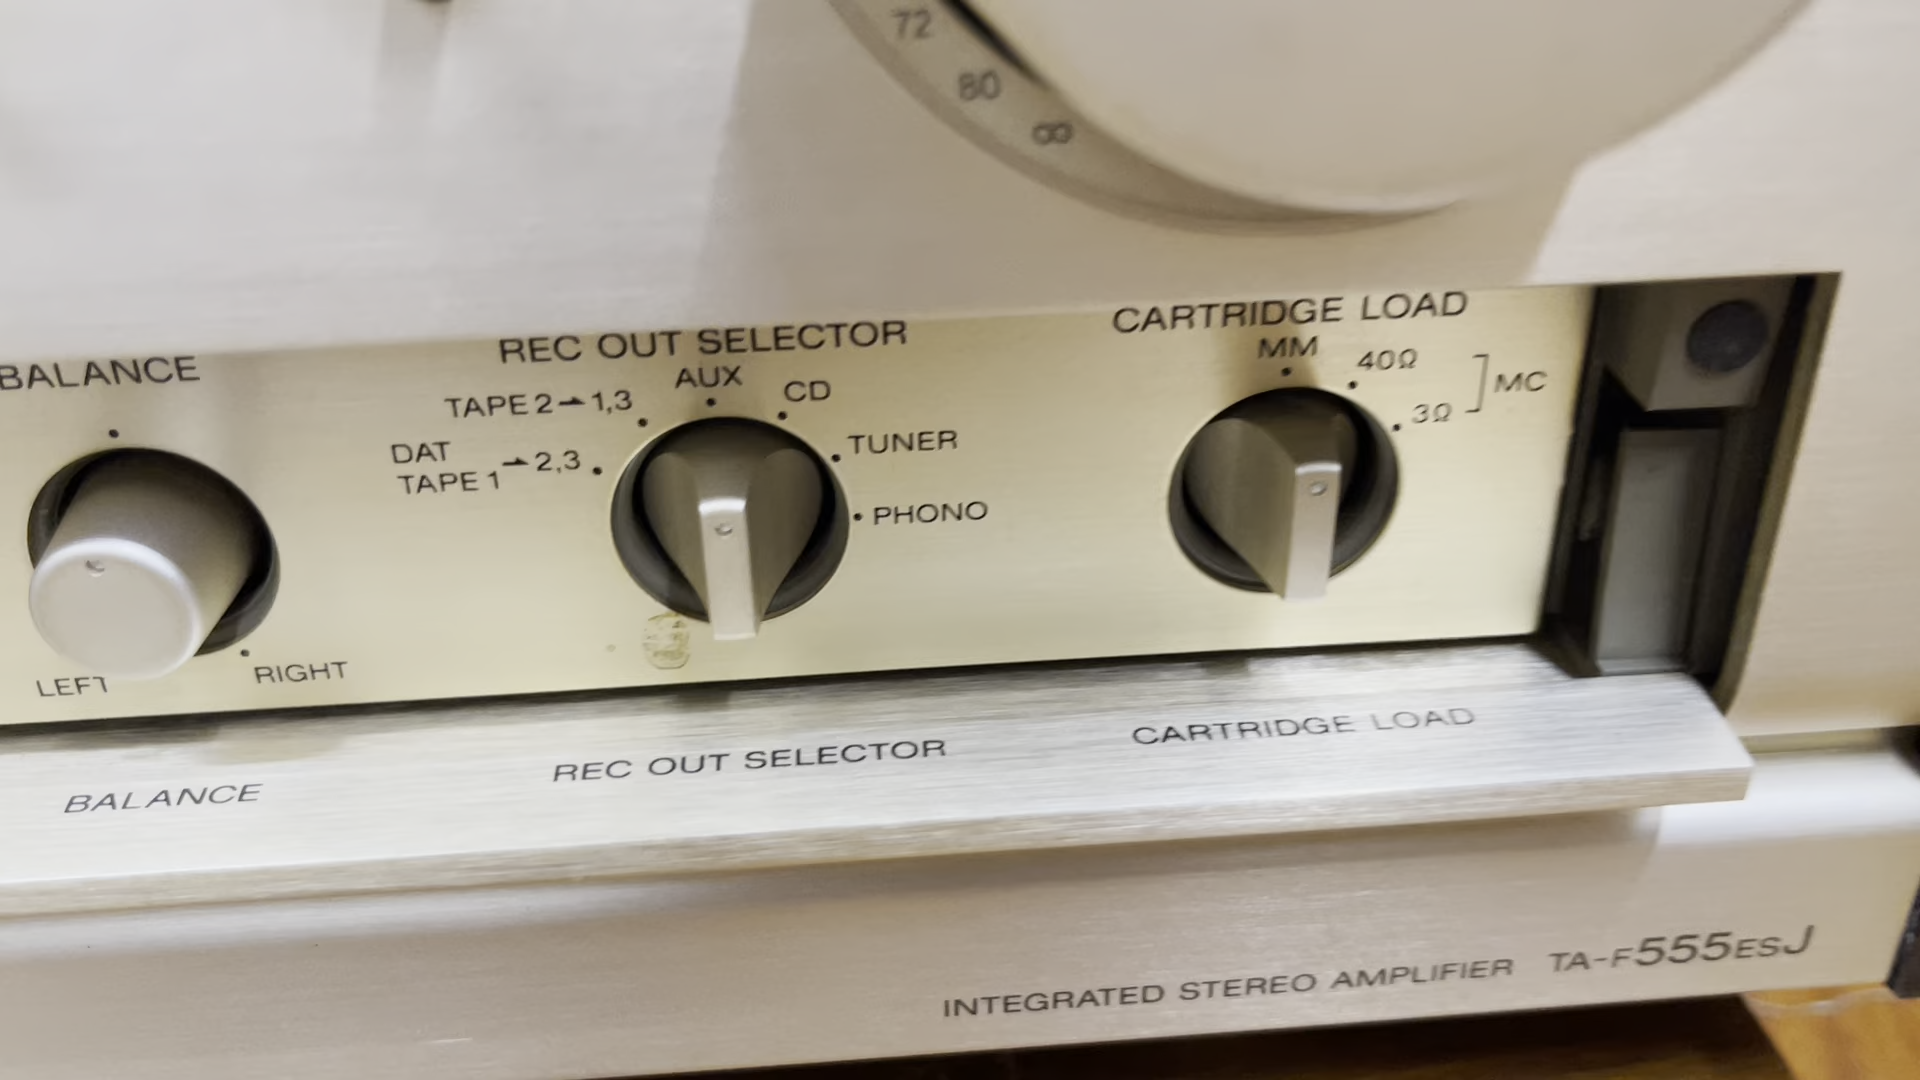 72
80
∞
BALANCE
REC OUT SELECTOR
CARTRIDGE LOAD
AUX
CD
TAPE 2 → 1,3
DAT
TAPE 1 → 2,3
TUNER
PHONO
MM
40Ω
3Ω
MC
LEFT
RIGHT
BALANCE
REC OUT SELECTOR
CARTRIDGE LOAD
INTEGRATED STEREO AMPLIFIER TA-F555ESJ